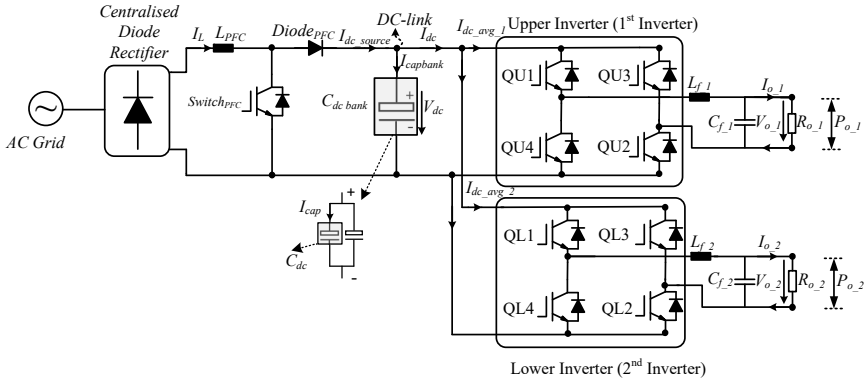 Centralised
Diode
Rectifier
AC Grid
I_L
L_PFC
Diode_PFC
Switch_PFC
I_dc_source
DC-link
I_dc
I_dc_avg_1
I_capbank
C_dc bank
V_dc
I_cap
C_dc
+
-
Upper Inverter (1st Inverter)
QU1
QU3
QU4
QU2
L_f_1
I_o_1
C_f_1
V_o_1
R_o_1
P_o_1
I_dc_avg_2
QL1
QL3
QL4
QL2
L_f_2
I_o_2
C_f_2
V_o_2
R_o_2
P_o_2
Lower Inverter (2nd Inverter)